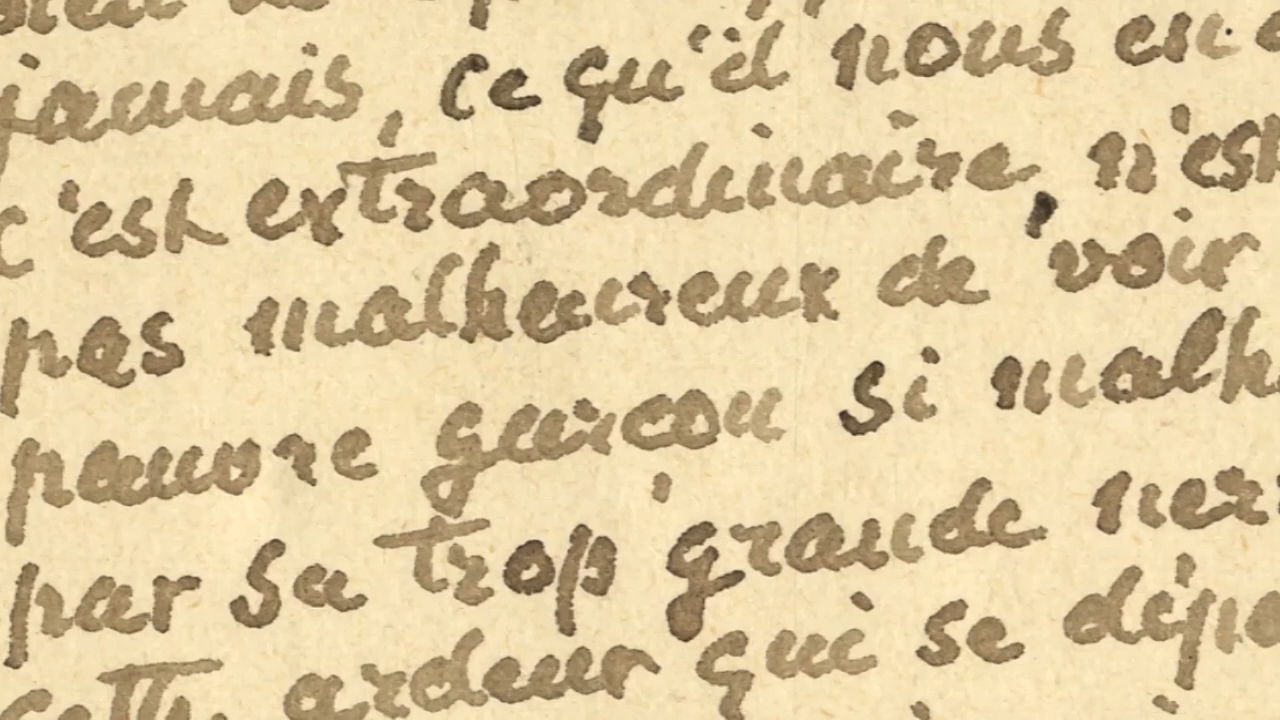 jamais, ce qu'il nous en
c'est extraordinaire, n'est
pas malheureux de voir
pauvre garçon si malh
par sa trop grande ner
cette ardeur qui se dépe